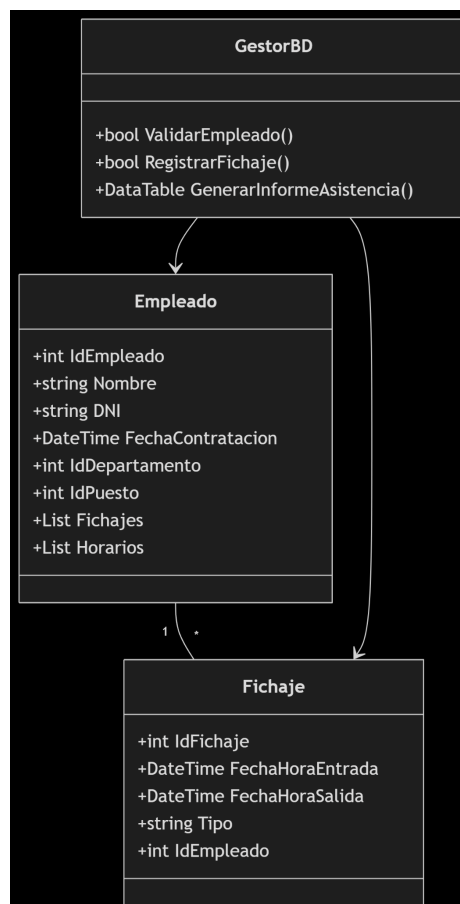 GestorBD
+bool ValidarEmpleado()
+bool RegistrarFichaje()
+DataTable GenerarInformeAsistencia()
Empleado
+int IdEmpleado
+string Nombre
+string DNI
+DateTime FechaContratacion
+int IdDepartamento
+int IdPuesto
+List Fichajes
+List Horarios
1 *
Fichaje
+int IdFichaje
+DateTime FechaHoraEntrada
+DateTime FechaHoraSalida
+string Tipo
+int IdEmpleado